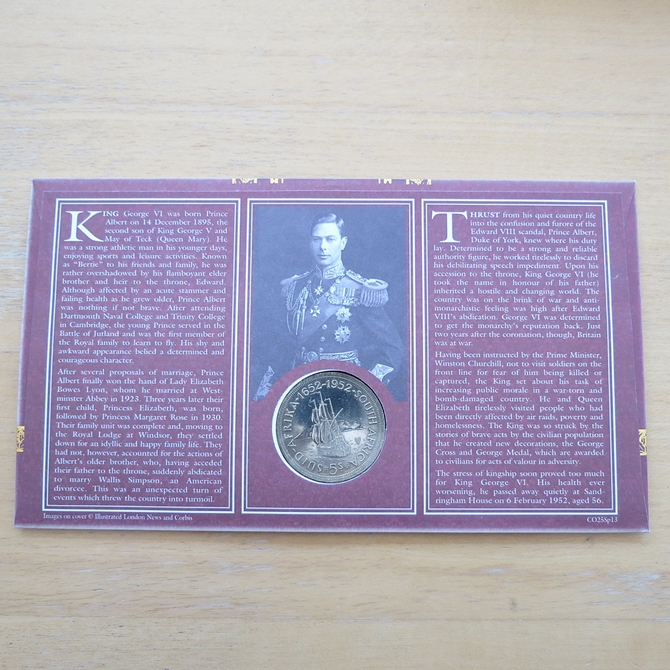 KING George VI was born Prince
Albert on 14 December 1895, the
second son of King George V and
May of Teck (Queen Mary). He
was a strong athletic man in his younger days,
enjoying sports and leisure activities. Known
as "Bertie" to his friends and family, he was
rather overshadowed by his flamboyant elder
brother and heir to the throne, Edward.
Although affected by an acute stammer and
failing health as he grew older, Prince Albert
was nothing if not brave. After attending
Dartmouth Naval College and Trinity College
in Cambridge, the young Prince served in the
Battle of Jutland and was the first member of
the Royal family to learn to fly. His shy and
awkward appearance belied a determined and
courageous character.
After several proposals of marriage, Prince
Albert finally won the hand of Lady Elizabeth
Bowes Lyon, whom he married at West-
minster Abbey in 1923. Three years later their
first child, Princess Elizabeth, was born,
followed by Princess Margaret Rose in 1930.
Their family unit was complete and, moving to
the Royal Lodge at Windsor, they settled
down for an idyllic and happy family life. They
had not, however, accounted for the actions of
Albert's older brother, who, having acceded
their father to the throne, suddenly abdicated
to marry Wallis Simpson, an American
divorcee. This was an unexpected turn of
events which threw the country into turmoil.
SUID-AFRIKA·1652-1952·SOUTH AFRICA
5s
THRUST from his quiet country life
into the confusion and furore of the
Edward VIII scandal, Prince Albert,
Duke of York, knew where his duty
lay. Determined to be a strong and reliable
authority figure, he worked tirelessly to discard
his debilitating speech impediment. Upon his
accession to the throne, King George VI (he
took the name in honour of his father)
inherited a hostile and changing world. The
country was on the brink of war and anti-
monarchistic feeling was high after Edward
VIII's abdication. George VI was determined
to get the monarchy's reputation back. Just
two years after the coronation, though, Britain
was at war.
Having been instructed by the Prime Minister,
Winston Churchill, not to visit soldiers on the
front line for fear of him being killed or
captured, the King set about his task of
increasing public morale in a war-torn and
bomb-damaged country. He and Queen
Elizabeth tirelessly visited people who had
been directly affected by air raids, poverty and
homelessness. The King was so struck by the
stories of brave acts by the civilian population
that he created new decorations, the George
Cross and George Medal, which are awarded
to civilians for acts of valour in adversity.
The stress of kingship soon proved too much
for King George VI. His health ever
worsening, he passed away quietly at Sand-
ringham House on 6 February 1952, aged 56.
Images on cover © Illustrated London News and Corbis
CO255p13